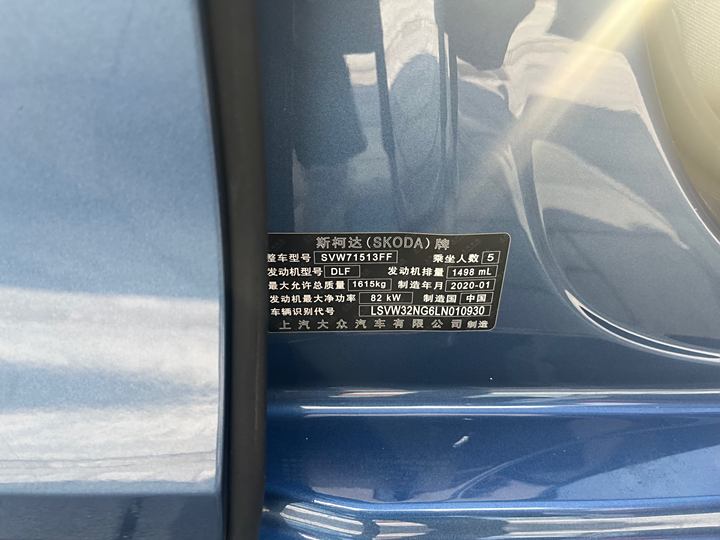 斯柯达(SKODA)牌
整车型号 SVW71513FF 乘坐人数 5
发动机型号 DLF 发动机排量 1498 mL
最大允许总质量 1615kg 制造年月 2020-01
发动机最大净功率 82 kW 制造国 中国
车辆识别代号 LSVW32NG6LN010930
上汽大众汽车有限公司 制造